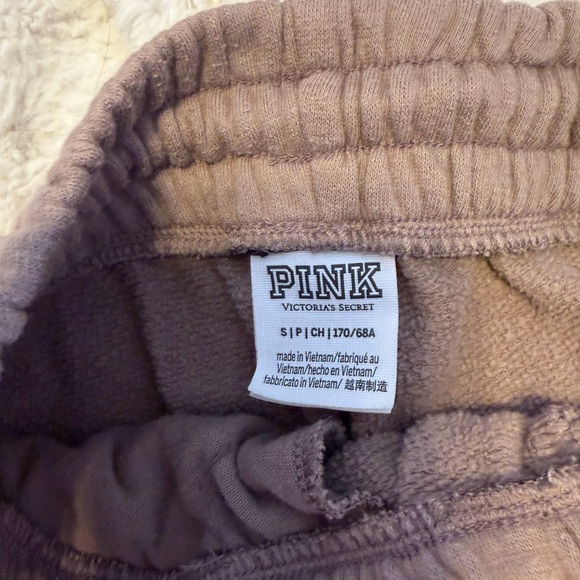 PINK
VICTORIA'S SECRET
S | P | CH | 170/68A
made in Vietnam/fabriqué au
Vietnam/hecho en Vietnam/
fabbricato in Vietnam/ 越南制造